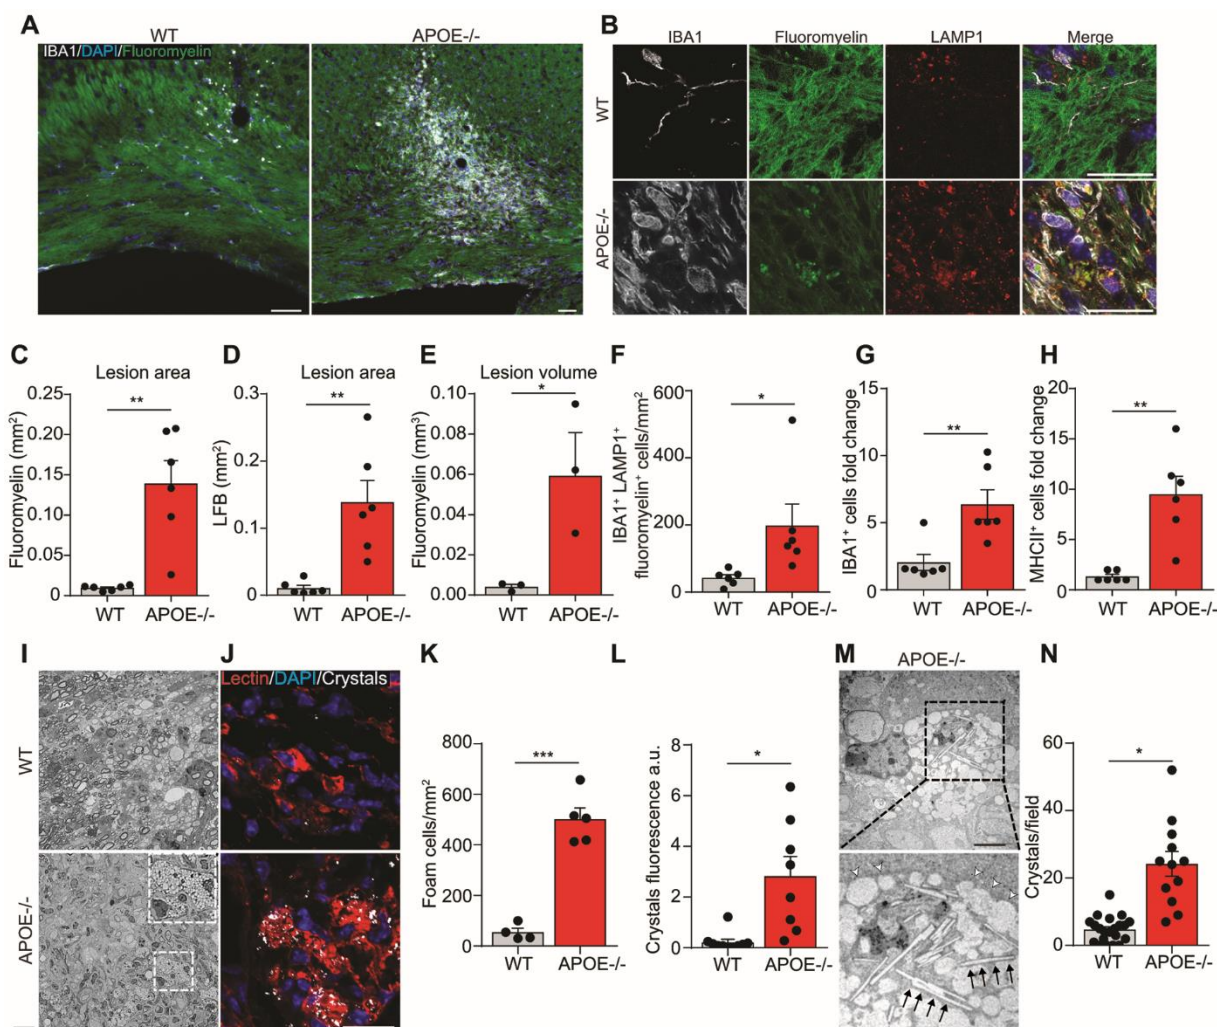 A
WT
APOE-/-
IBA1/DAPI/Fluoromyelin
B
IBA1
Fluoromyelin
LAMP1
Merge
WT
APOE-/-
C
Lesion area
**
Fluoromyelin (mm²)
0.25
0.20
0.15
0.10
0.05
0
WT
APOE-/-
D
Lesion area
**
LFB (mm²)
0.3
0.2
0.1
0
WT
APOE-/-
E
Lesion volume
*
Fluoromyelin (mm³)
0.10
0.08
0.06
0.04
0.02
0.00
WT
APOE-/-
F
*
IBA1⁺ LAMP1⁺
fluoromyelin⁺ cells/mm²
600
400
200
0
WT
APOE-/-
G
**
IBA1⁺ cells fold change
15
10
5
0
WT
APOE-/-
H
**
MHCII⁺ cells fold change
20
15
10
5
0
WT
APOE-/-
I
WT
APOE-/-
J
Lectin/DAPI/Crystals
K
***
Foam cells/mm²
800
600
400
200
0
WT
APOE-/-
L
*
Crystals fluorescence a.u.
8
6
4
2
0
WT
APOE-/-
M
APOE-/-
N
*
Crystals/field
60
40
20
0
WT
APOE-/-